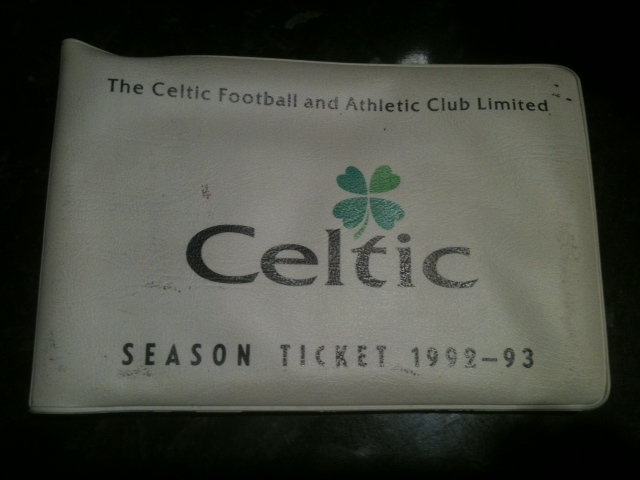 The Celtic Football and Athletic Club Limited
Celtic
SEASON TICKET 1992-93